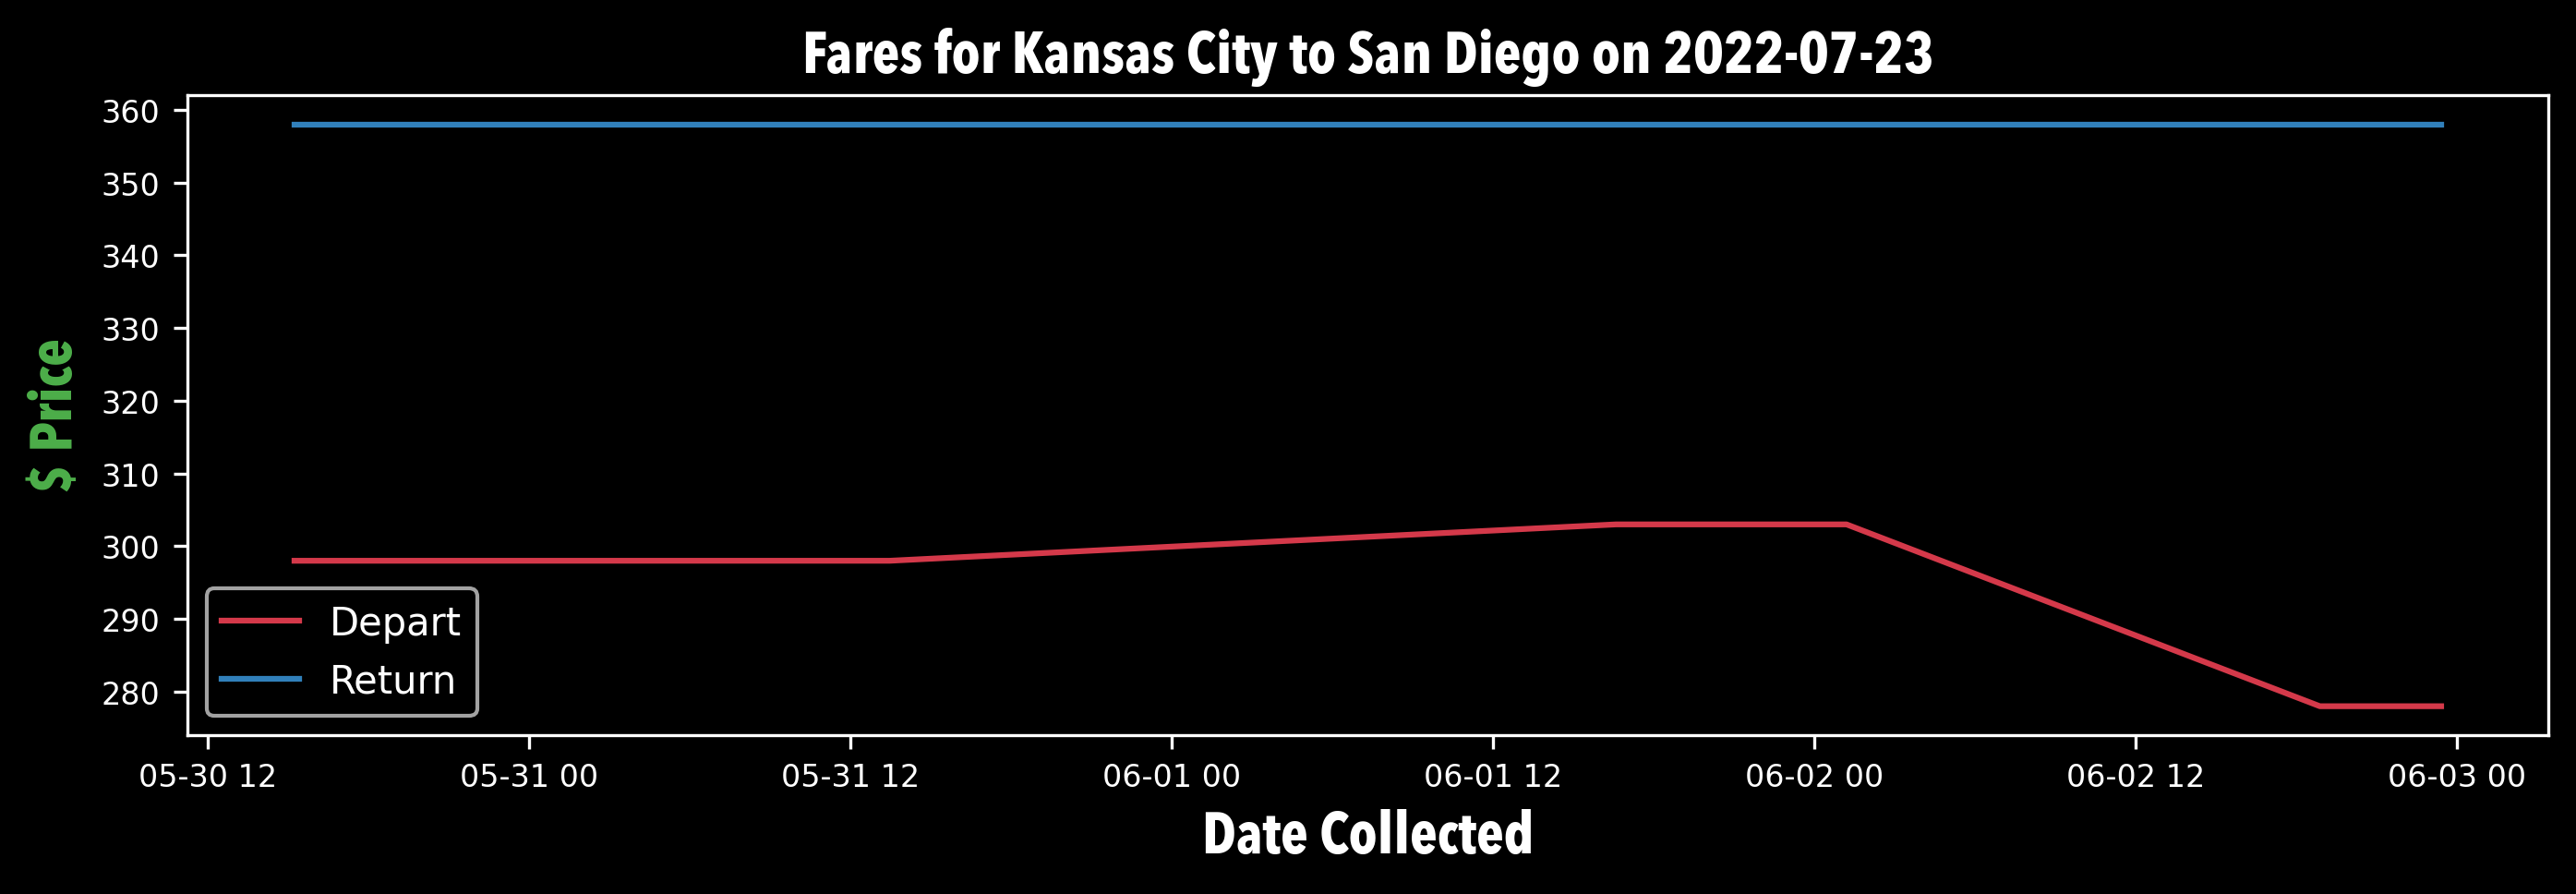 Fares for Kansas City to San Diego on 2022-07-23
360
350
340
330
320
310
300
290
280
$ Price
Depart
Return
05-30 12 05-31 00 05-31 12 06-01 00 06-01 12 06-02 00 06-02 12 06-03 00
Date Collected